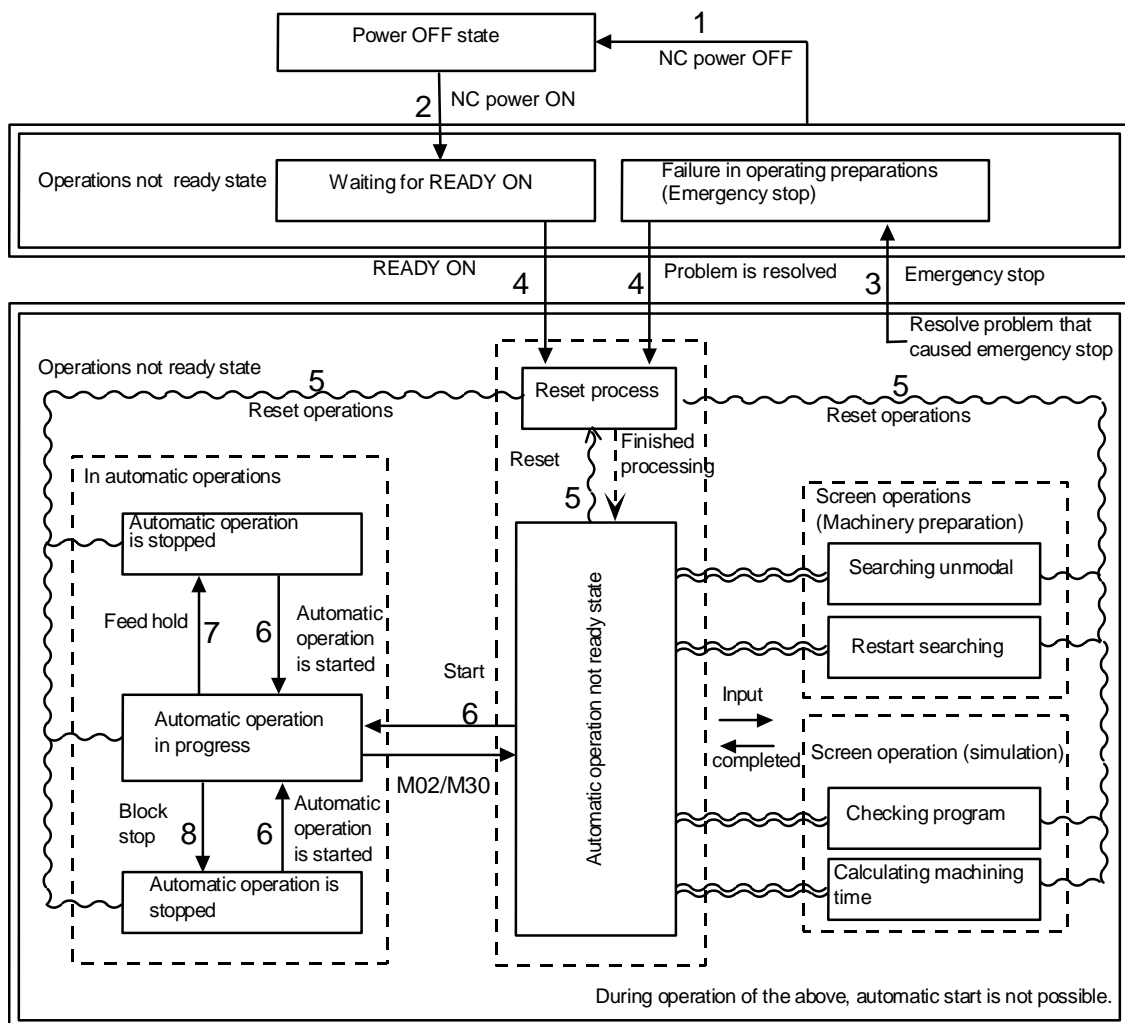 1
Power OFF state
NC power OFF
2
NC power ON
Operations not ready state
Waiting for READY ON
Failure in operating preparations
(Emergency stop)
READY ON
4
4
Problem is resolved
3
Emergency stop
Resolve problem that
caused emergency stop
Operations not ready state
5
Reset operations
Reset process
5
Reset operations
Reset
Finished
processing
5
In automatic operations
Automatic operation
is stopped
Feed hold
7
6
Automatic
operation
is started
Automatic operation
in progress
Start
6
M02/M30
Block
stop
8
6
Automatic
operation
is started
Automatic operation is
stopped
Automatic operation not ready state
Screen operations
(Machinery preparation)
Searching unmodal
Restart searching
Input
completed
Screen operation (simulation)
Checking program
Calculating machining
time
During operation of the above, automatic start is not possible.